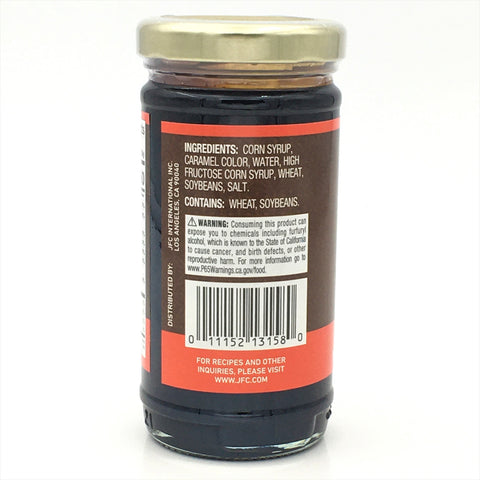 INGREDIENTS: CORN SYRUP,
CARAMEL COLOR, WATER, HIGH
FRUCTOSE CORN SYRUP, WHEAT,
SOYBEANS, SALT.
CONTAINS: WHEAT, SOYBEANS.
WARNING: Consuming this product can
expose you to chemicals including furfuryl
alcohol, which is known to the State of California
to cause cancer, and birth defects, or other
reproductive harm. For more information go to
www.P65Warnings.ca.gov/food.
0 11152 13158 0
FOR RECIPES AND OTHER
INQUIRIES, PLEASE VISIT
WWW.JFC.COM
DISTRIBUTED BY: JFC INTERNATIONAL INC.
LOS ANGELES, CA 90040